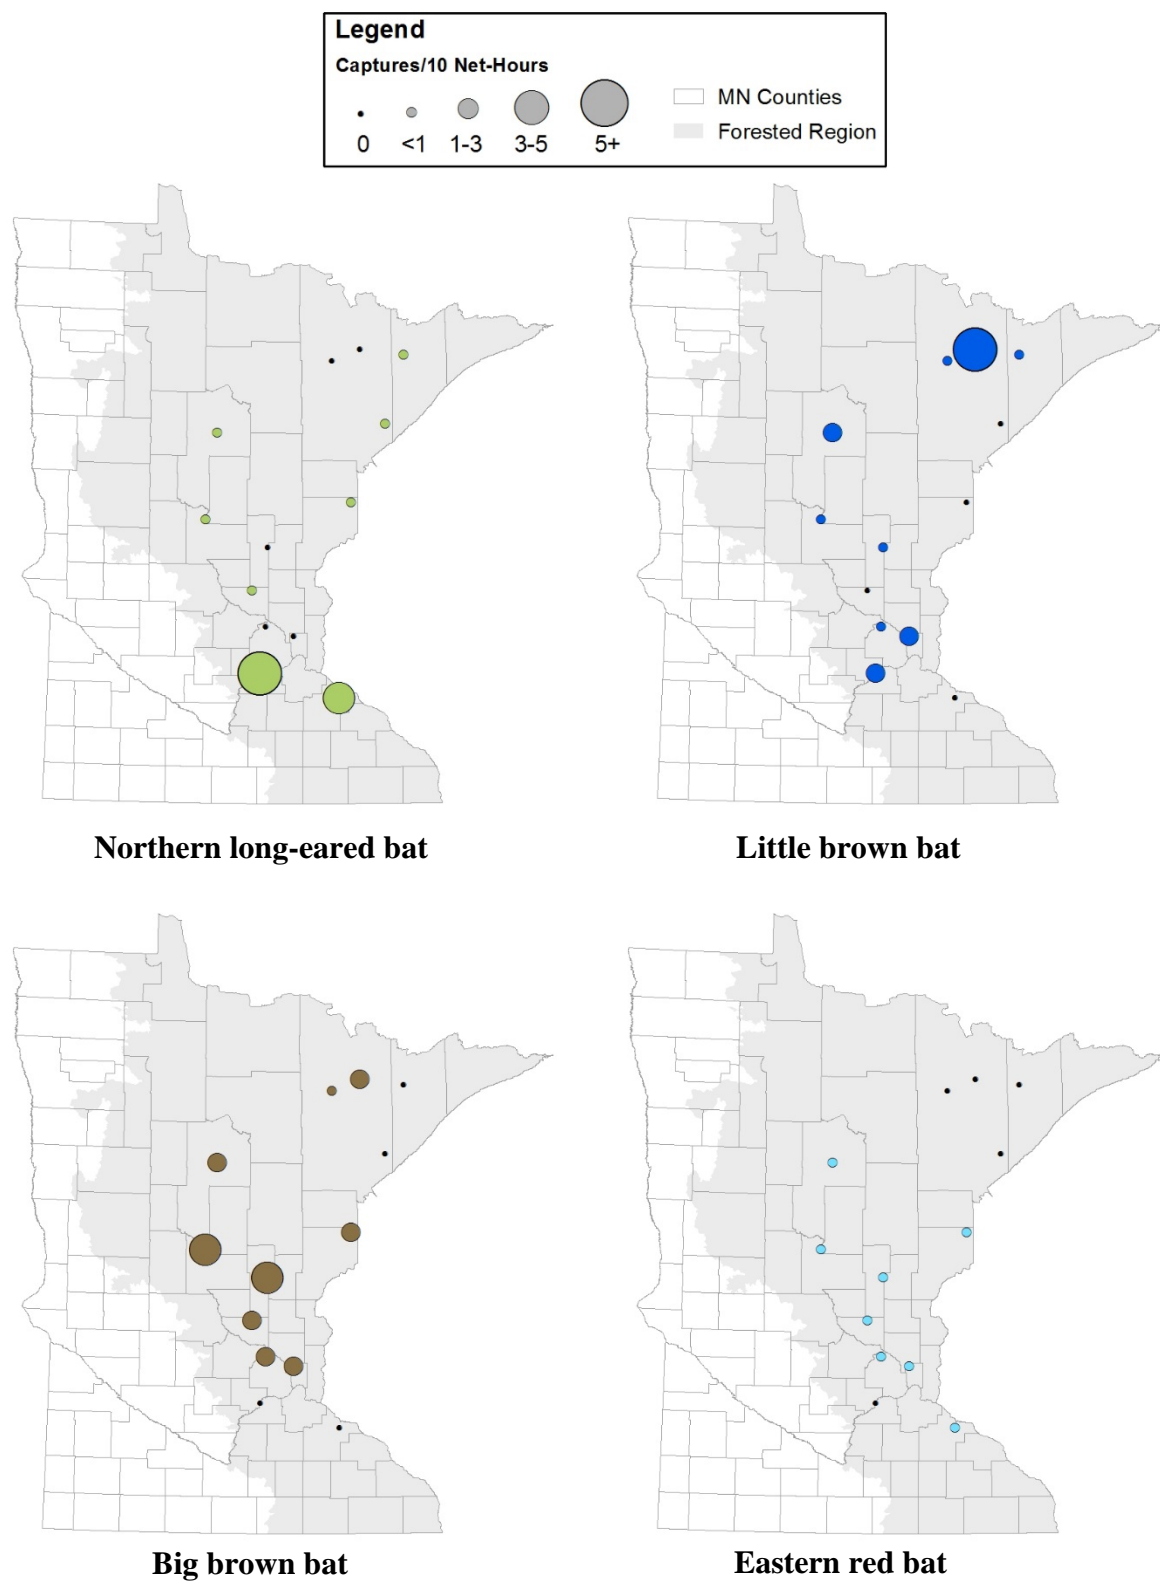 Legend
Captures/10 Net-Hours
0 <1 1-3 3-5 5+
MN Counties
Forested Region
Northern long-eared bat
Little brown bat
Big brown bat
Eastern red bat